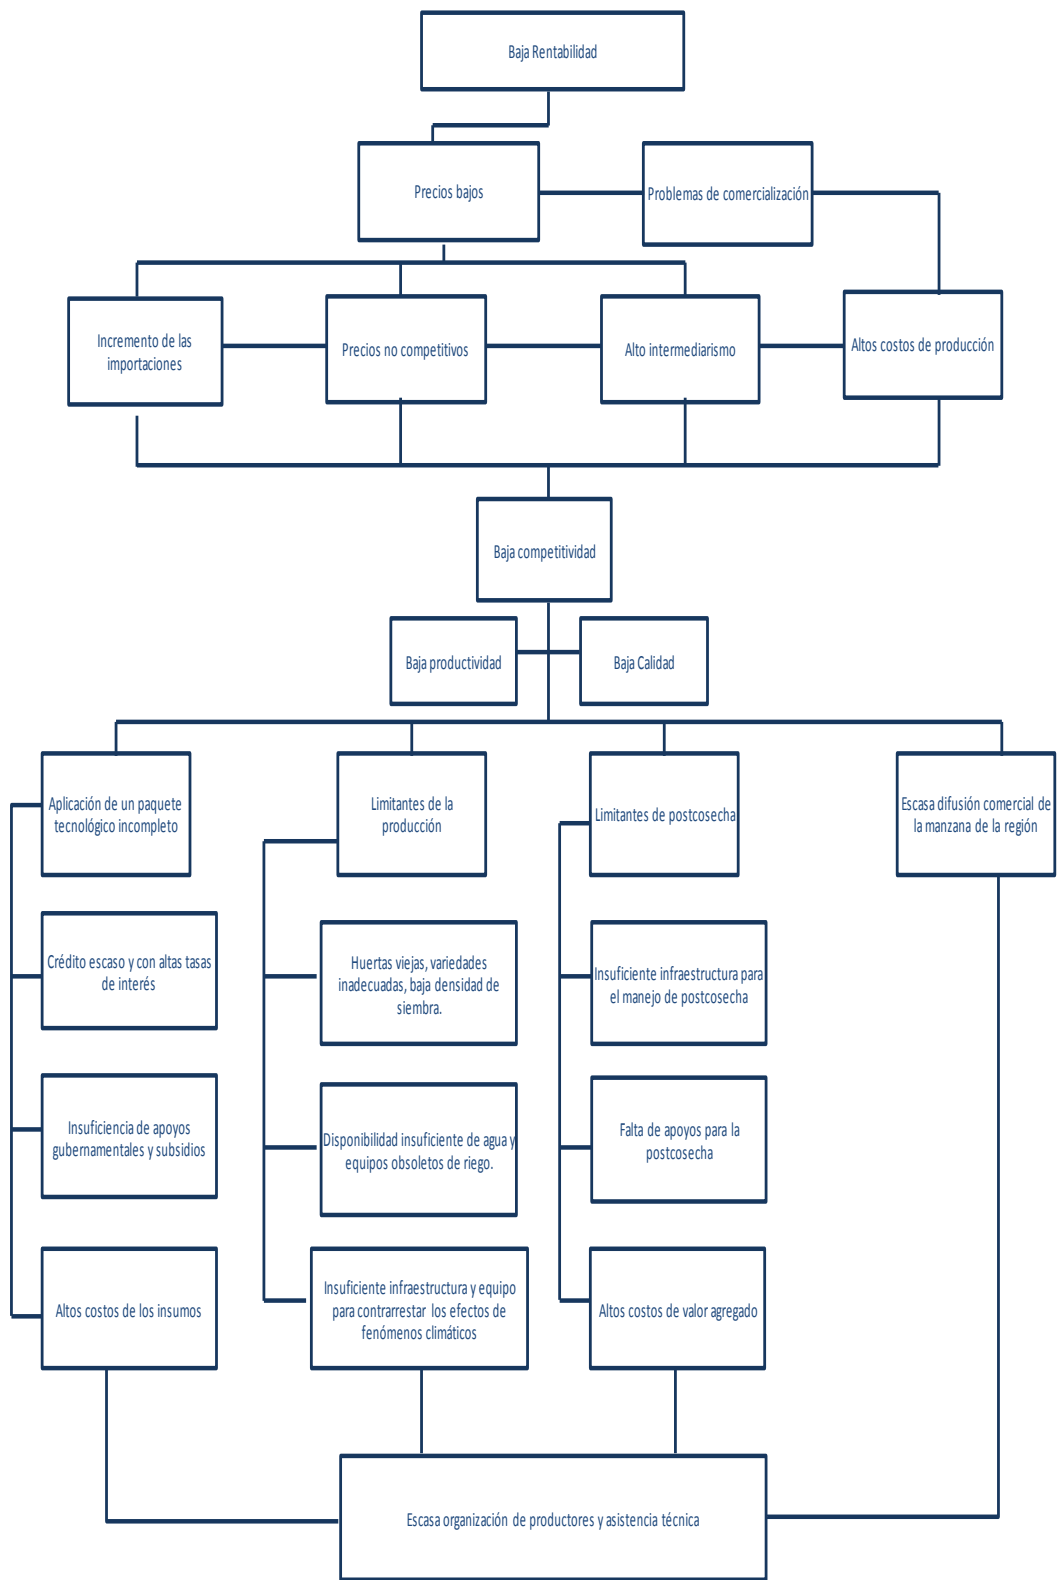 Baja Rentabilidad
Precios bajos
Problemas de comercialización
Incremento de las
importaciones
Precios no competitivos
Alto intermediarismo
Altos costos de producción
Baja competitividad
Baja productividad
Baja Calidad
Aplicación de un paquete
tecnológico incompleto
Limitantes de la
producción
Limitantes de postcosecha
Escasa difusión comercial de
la manzana de la región
Crédito escaso y con altas tasas
de interés
Huertas viejas, variedades
inadecuadas, baja densidad de
siembra.
Insuficiente infraestructura para
el manejo de postcosecha
Insuficiencia de apoyos
gubernamentales y subsidios
Disponibilidad insuficiente de agua y
equipos obsoletos de riego.
Falta de apoyos para la
postcosecha
Altos costos de los insumos
Insuficiente infraestructura y equipo
para contrarrestar los efectos de
fenómenos climáticos
Altos costos de valor agregado
Escasa organización de productores y asistencia técnica